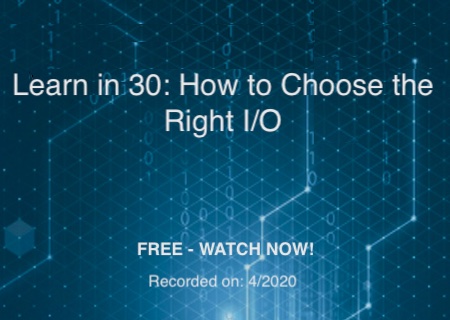 Learn in 30: How to Choose the
Right I/O
FREE - WATCH NOW!
Recorded on: 4/2020